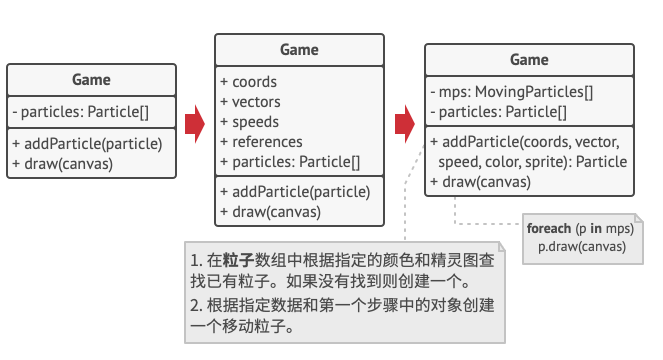 Game
- particles: Particle[]
+ addParticle(particle)
+ draw(canvas)
Game
+ coords
+ vectors
+ speeds
+ references
+ particles: Particle[]
+ addParticle(particle)
+ draw(canvas)
Game
- mps: MovingParticles[]
- particles: Particle[]
+ addParticle(coords, vector,
speed, color, sprite): Particle
+ draw(canvas)
foreach (p in mps)
p.draw(canvas)
1. 在粒子数组中根据指定的颜色和精灵图查
找已有粒子。如果没有找到则创建一个。
2. 根据指定数据和第一个步骤中的对象创建
一个移动粒子。